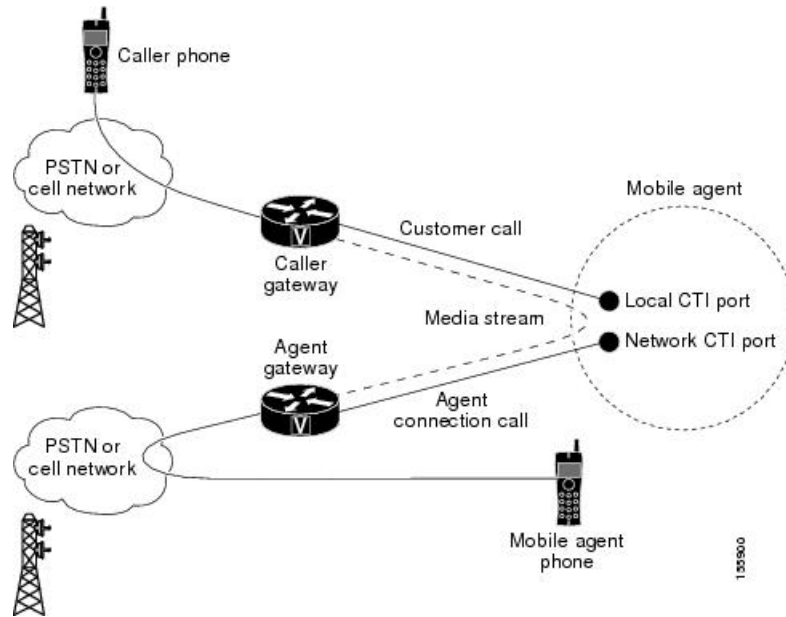 Caller phone
PSTN or
cell network
Mobile agent
V
Customer call
Caller
gateway
Local CTI port
Media stream
Network CTI port
Agent
gateway
V
Agent
connection call
PSTN or
cell network
Mobile agent
phone
155900